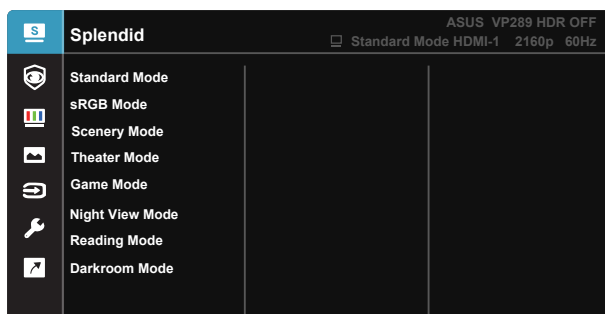 S
Splendid
ASUS VP289 HDR OFF
Standard Mode HDMI-1 2160p 60Hz
Standard Mode
sRGB Mode
Scenery Mode
Theater Mode
Game Mode
Night View Mode
Reading Mode
Darkroom Mode